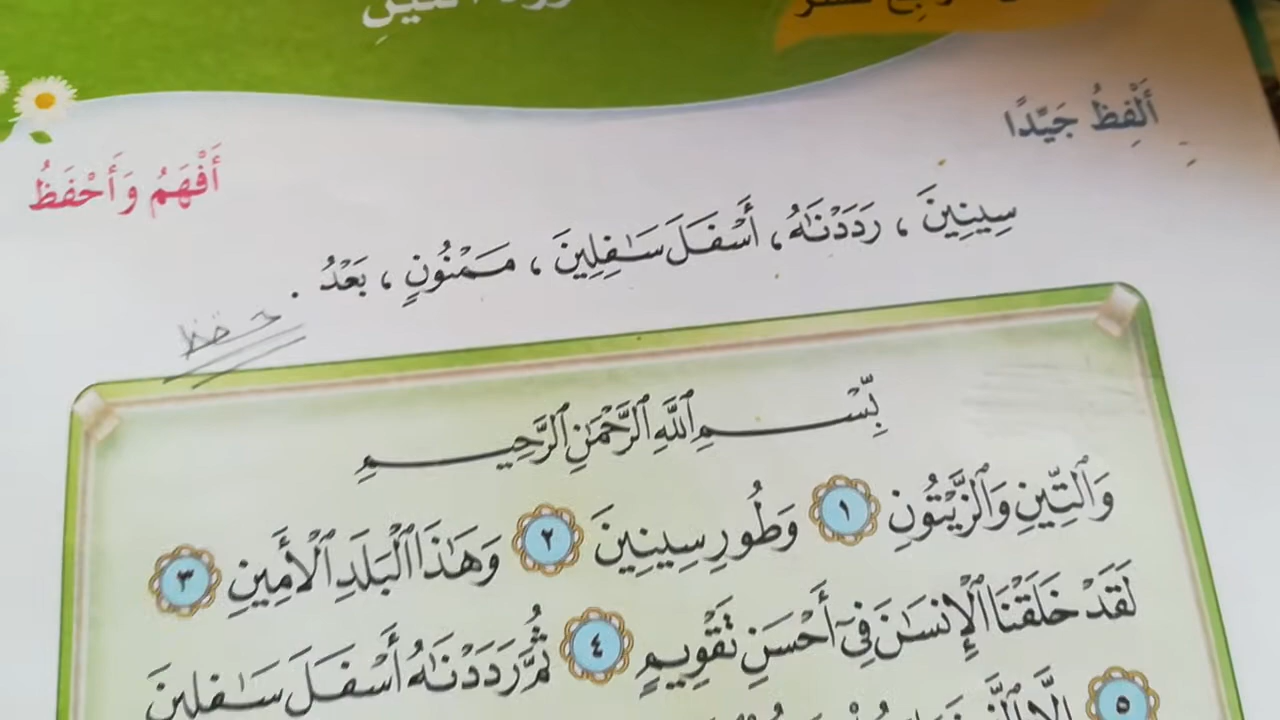 أَلْفِظُ جَيِّدًا
أَفْهَمُ وَأَحْفَظُ
سِينِينَ ، رَدَدْنَٰهُ ، أَسْفَلَ سَٰفِلِينَ ، مَمْنُونٍ ، بَعْدُ .
حفظ
بِّسْمِ ٱللَّهِ ٱلرَّحْمَٰنِ ٱلرَّحِيمِ
وَٱلتِّينِ وَٱلزَّيْتُونِ ١ وَطُورِ سِينِينَ ٢ وَهَٰذَا ٱلْبَلَدِ ٱلْأَمِينِ ٣
لَقَدْ خَلَقْنَا ٱلْإِنسَٰنَ فِىٓ أَحْسَنِ تَقْوِيمٍ ٤ ثُمَّ رَدَدْنَٰهُ أَسْفَلَ سَٰفِلِينَ
٥ إِلَّا